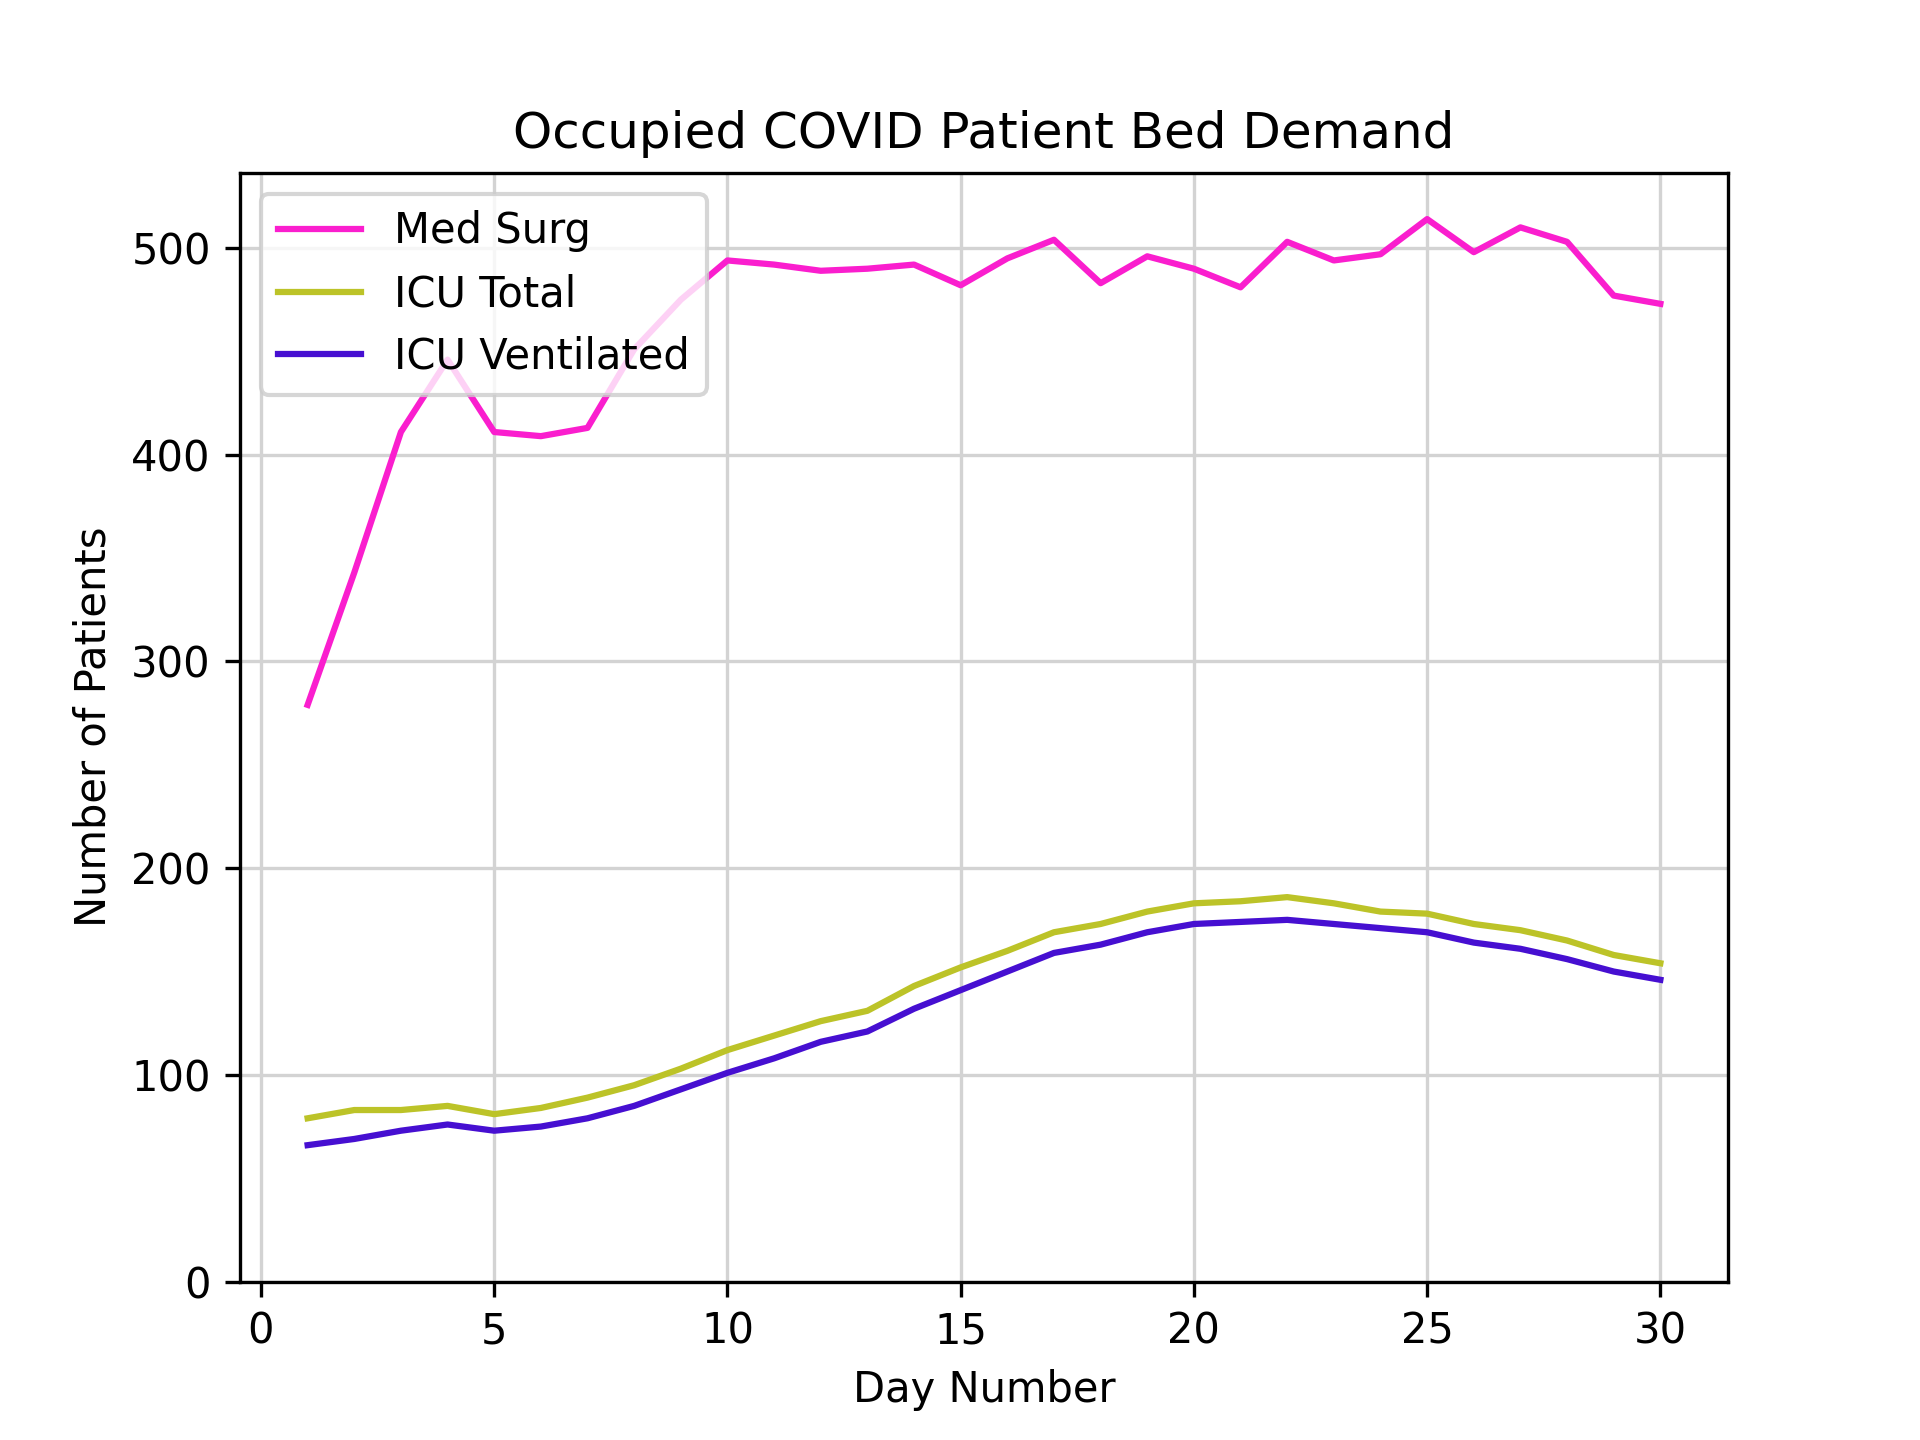 Occupied COVID Patient Bed Demand
Med Surg
ICU Total
ICU Ventilated
500
400
300
200
100
0
Number of Patients
0 5 10 15 20 25 30
Day Number